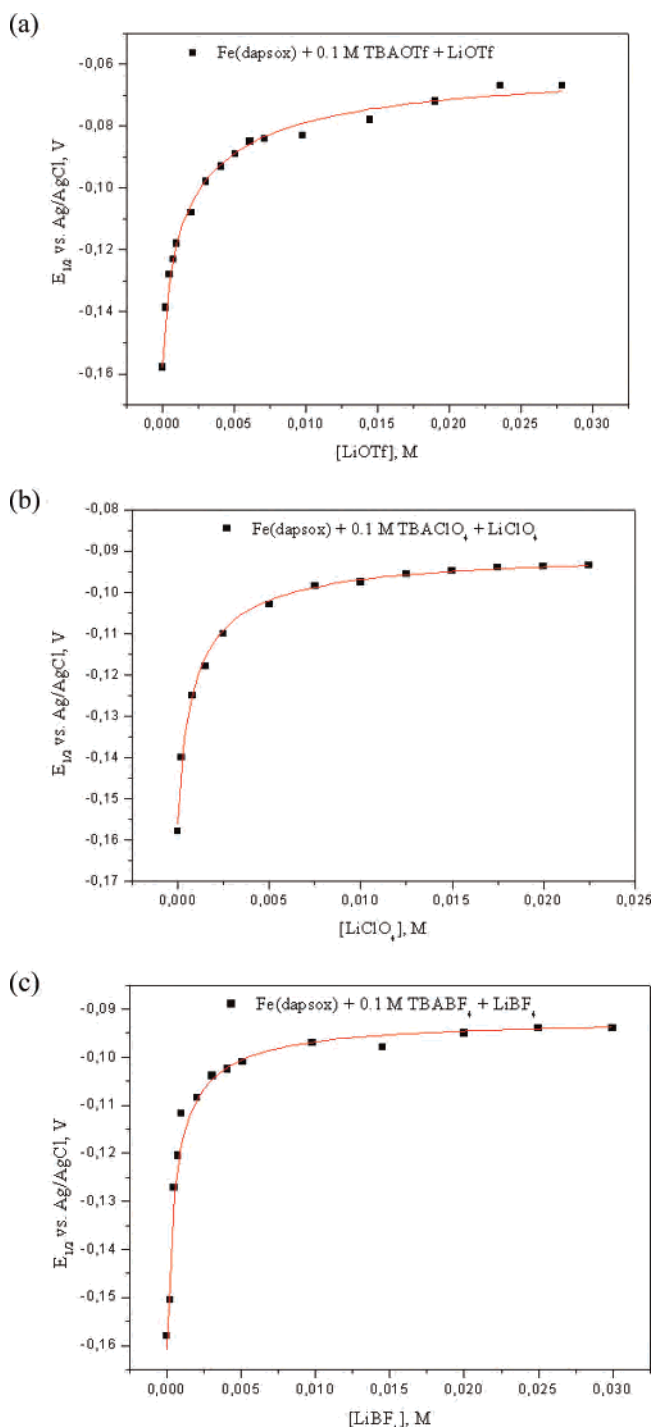 (a)
Fe(dapsox) + 0.1 M TBAOTf + LiOTf
-0,06
-0,08
-0,10
-0,12
-0,14
-0,16
E1/2 vs. Ag/AgCl, V
0,000 0,005 0,010 0,015 0,020 0,025 0,030
[LiOTf], M
(b)
Fe(dapsox) + 0.1 M TBAClO4 + LiClO4
-0,08
-0,09
-0,10
-0,11
-0,12
-0,13
-0,14
-0,15
-0,16
-0,17
E1/2 vs. Ag/AgCl, V
0,000 0,005 0,010 0,015 0,020 0,025
[LiClO4], M
(c)
Fe(dapsox) + 0.1 M TBABF4 + LiBF4
-0,09
-0,10
-0,11
-0,12
-0,13
-0,14
-0,15
-0,16
E1/2 vs. Ag/AgCl, V
0,000 0,005 0,010 0,015 0,020 0,025 0,030
[LiBF4], M